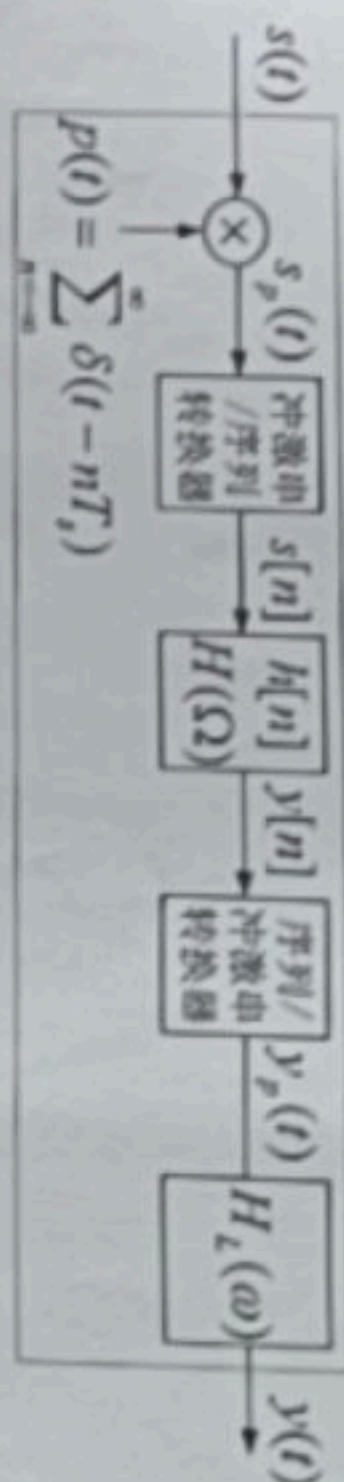 s(t)
×
s_p(t)
冲激串
/序列
转换器
s[n]
h[n]
H(Ω)
y[n]
序列/
冲激串
转换器
y_p(t)
H_L(ω)
y(t)
p(t) = ∑_{n=-∞}^{∞} δ(t − nT_s)